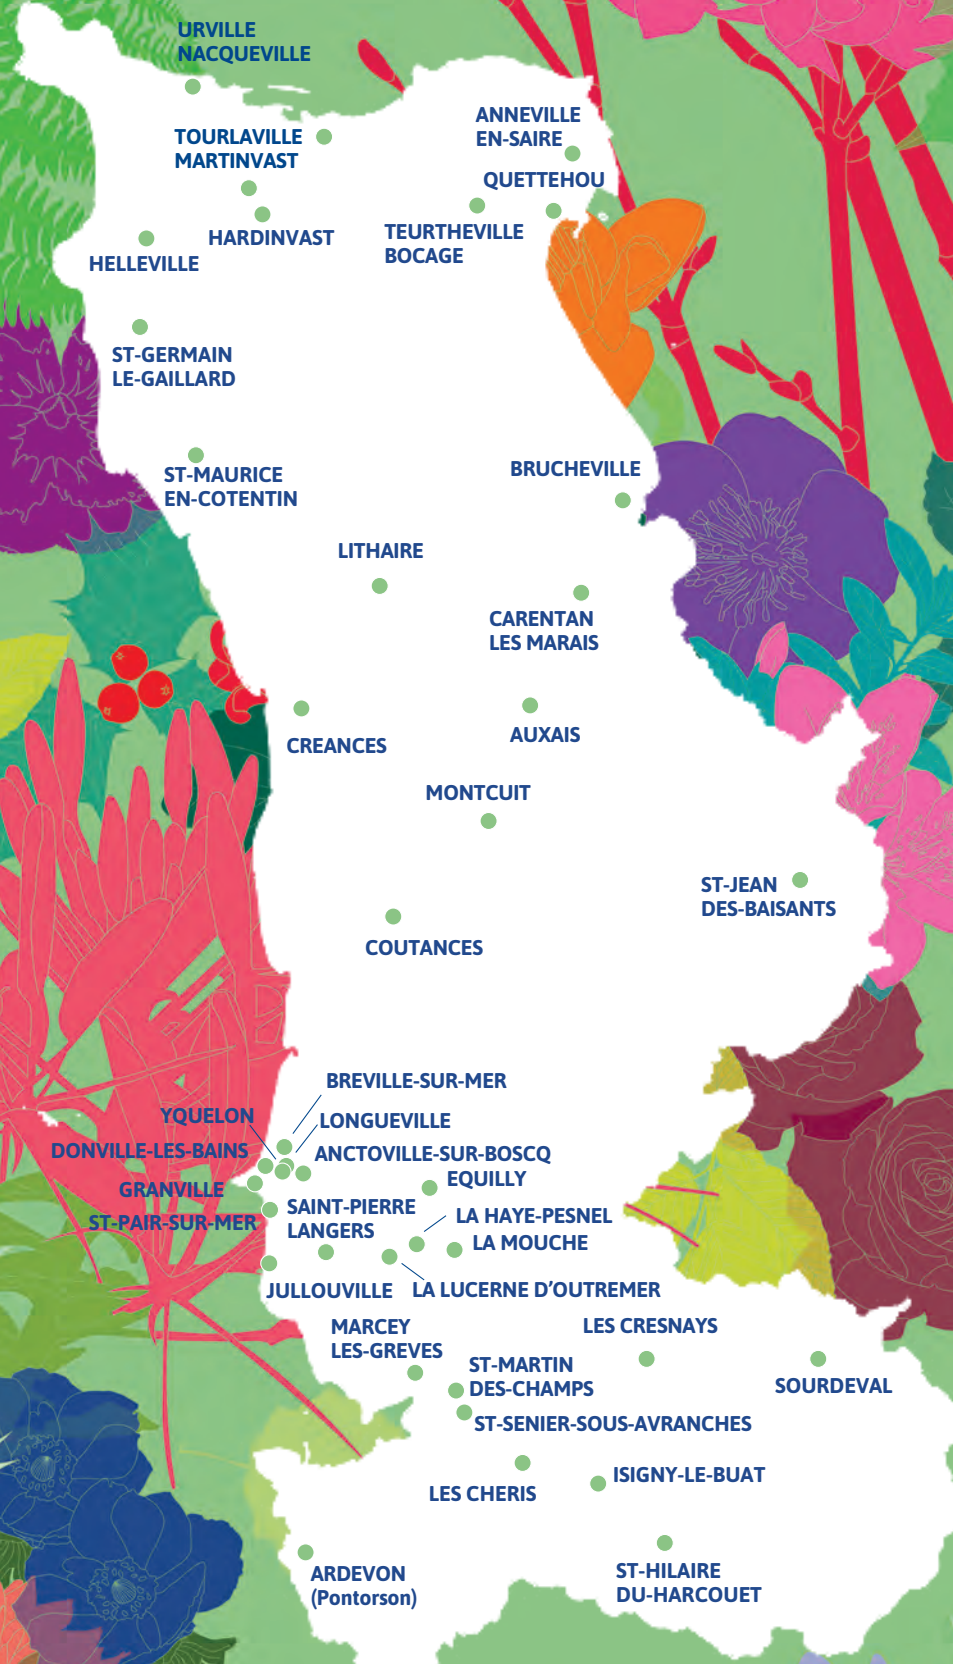 URVILLE
NACQUEVILLE
ANNEVILLE
EN-SAIRE
TOURLAVILLE
MARTINVAST
QUETTEHOU
HARDINVAST
TEURTHEVILLE
BOCAGE
HELLEVILLE
ST-GERMAIN
LE-GAILLARD
ST-MAURICE
EN-COTENTIN
BRUCHEVILLE
LITHAIRE
CARENTAN
LES MARAIS
CREANCES
AUXAIS
MONTCUIT
ST-JEAN
DES-BAISANTS
COUTANCES
BREVILLE-SUR-MER
YQUELON
LONGUEVILLE
DONVILLE-LES-BAINS
ANCTOVILLE-SUR-BOSCQ
EQUILLY
GRANVILLE
SAINT-PIERRE
LANGERS
ST-PAIR-SUR-MER
LA HAYE-PESNEL
LA MOUCHE
JULLOUVILLE
LA LUCERNE D'OUTREMER
MARCEY
LES-GREVES
LES CRESNAYS
ST-MARTIN
DES-CHAMPS
SOURDEVAL
ST-SENIER-SOUS-AVRANCHES
ISIGNY-LE-BUAT
LES CHERIS
ARDEVON
(Pontorson)
ST-HILAIRE
DU-HARCOUET